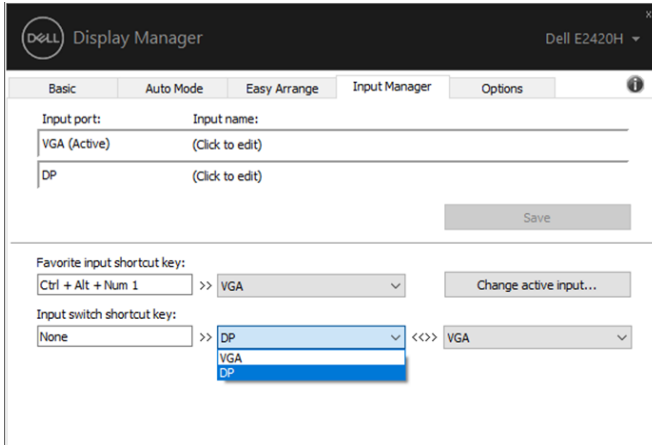 x
DELL Display Manager Dell E2420H
Basic Auto Mode Easy Arrange Input Manager Options i
Input port: Input name:
VGA (Active) (Click to edit)
DP (Click to edit)
Save
Favorite input shortcut key:
Ctrl + Alt + Num 1 >> VGA Change active input...
Input switch shortcut key:
None >> DP <<>> VGA
VGA
DP